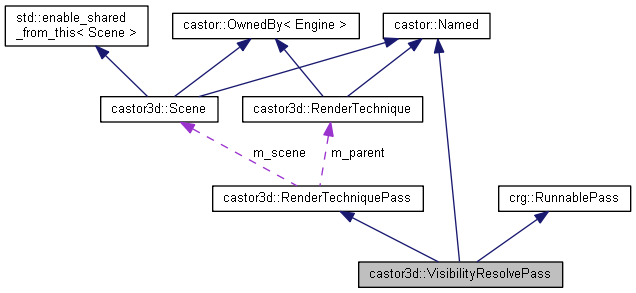 std::enable_shared
_from_this< Scene >
castor::OwnedBy< Engine >
castor::Named
castor3d::Scene
castor3d::RenderTechnique
m_scene
m_parent
castor3d::RenderTechniquePass
crg::RunnablePass
castor3d::VisibilityResolvePass